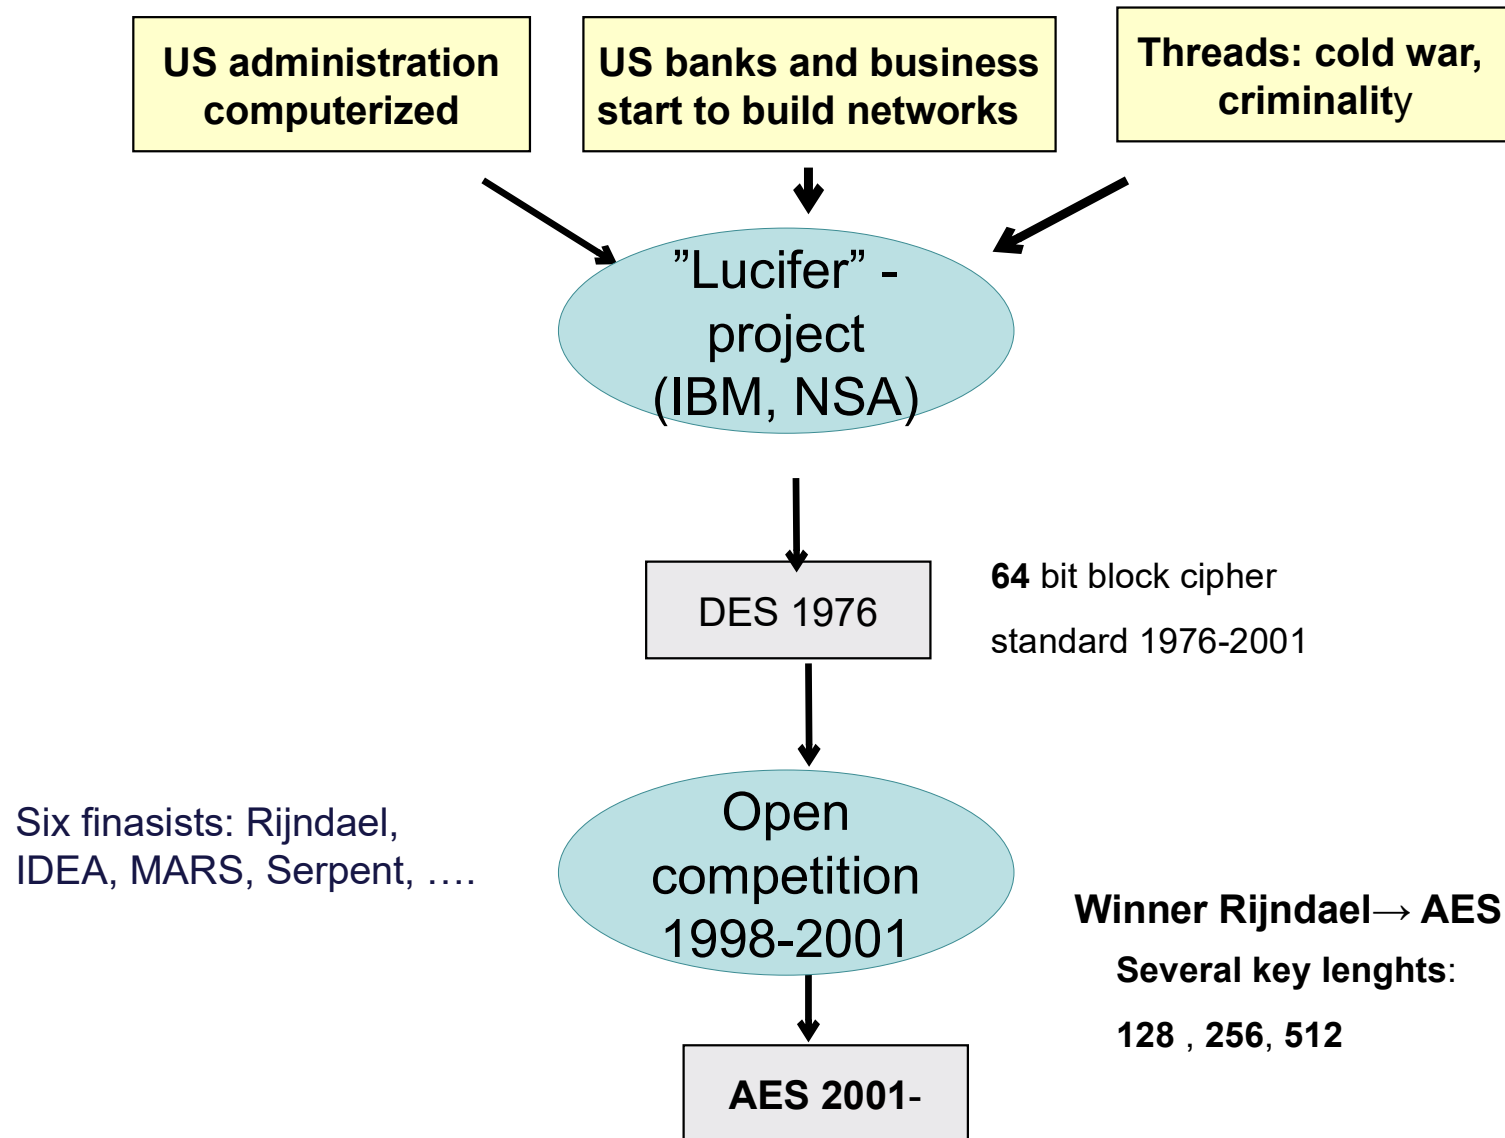 US administration
computerized
US banks and business
start to build networks
Threads: cold war,
criminality
”Lucifer” -
project
(IBM, NSA)
DES 1976
64 bit block cipher
standard 1976-2001
Six finasists: Rijndael,
IDEA, MARS, Serpent, ….
Open
competition
1998-2001
Winner Rijndael→ AES
Several key lenghts:
128 , 256, 512
AES 2001-